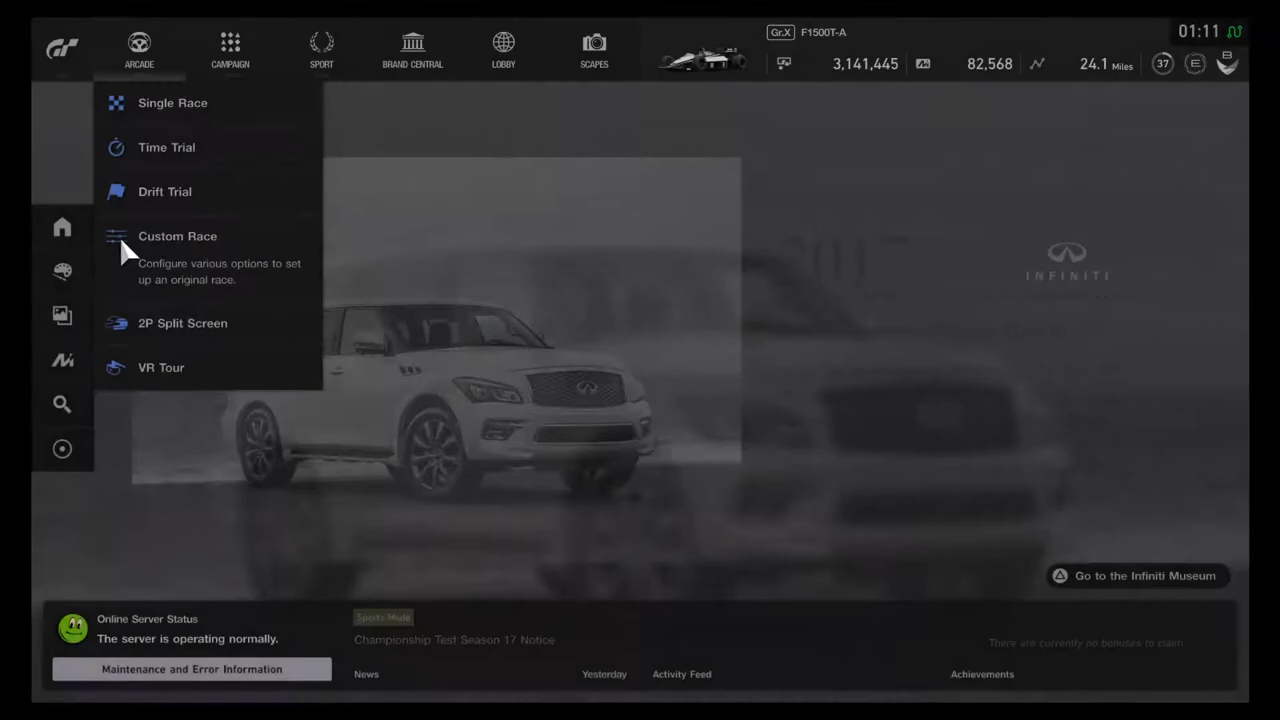 Gr.X F1500T-A
01:11
ARCADE
CAMPAIGN
SPORT
BRAND CENTRAL
LOBBY
SCAPES
3,141,445
82,568
24.1 Miles
37
E
B
Single Race
Time Trial
Drift Trial
Custom Race
Configure various options to set
up an original race.
2P Split Screen
VR Tour
2017
INFINITI
Go to the Infiniti Museum
Online Server Status
The server is operating normally.
Maintenance and Error Information
Sports Mode
Championship Test Season 17 Notice
There are currently no bonuses to claim
News
Yesterday
Activity Feed
Achievements